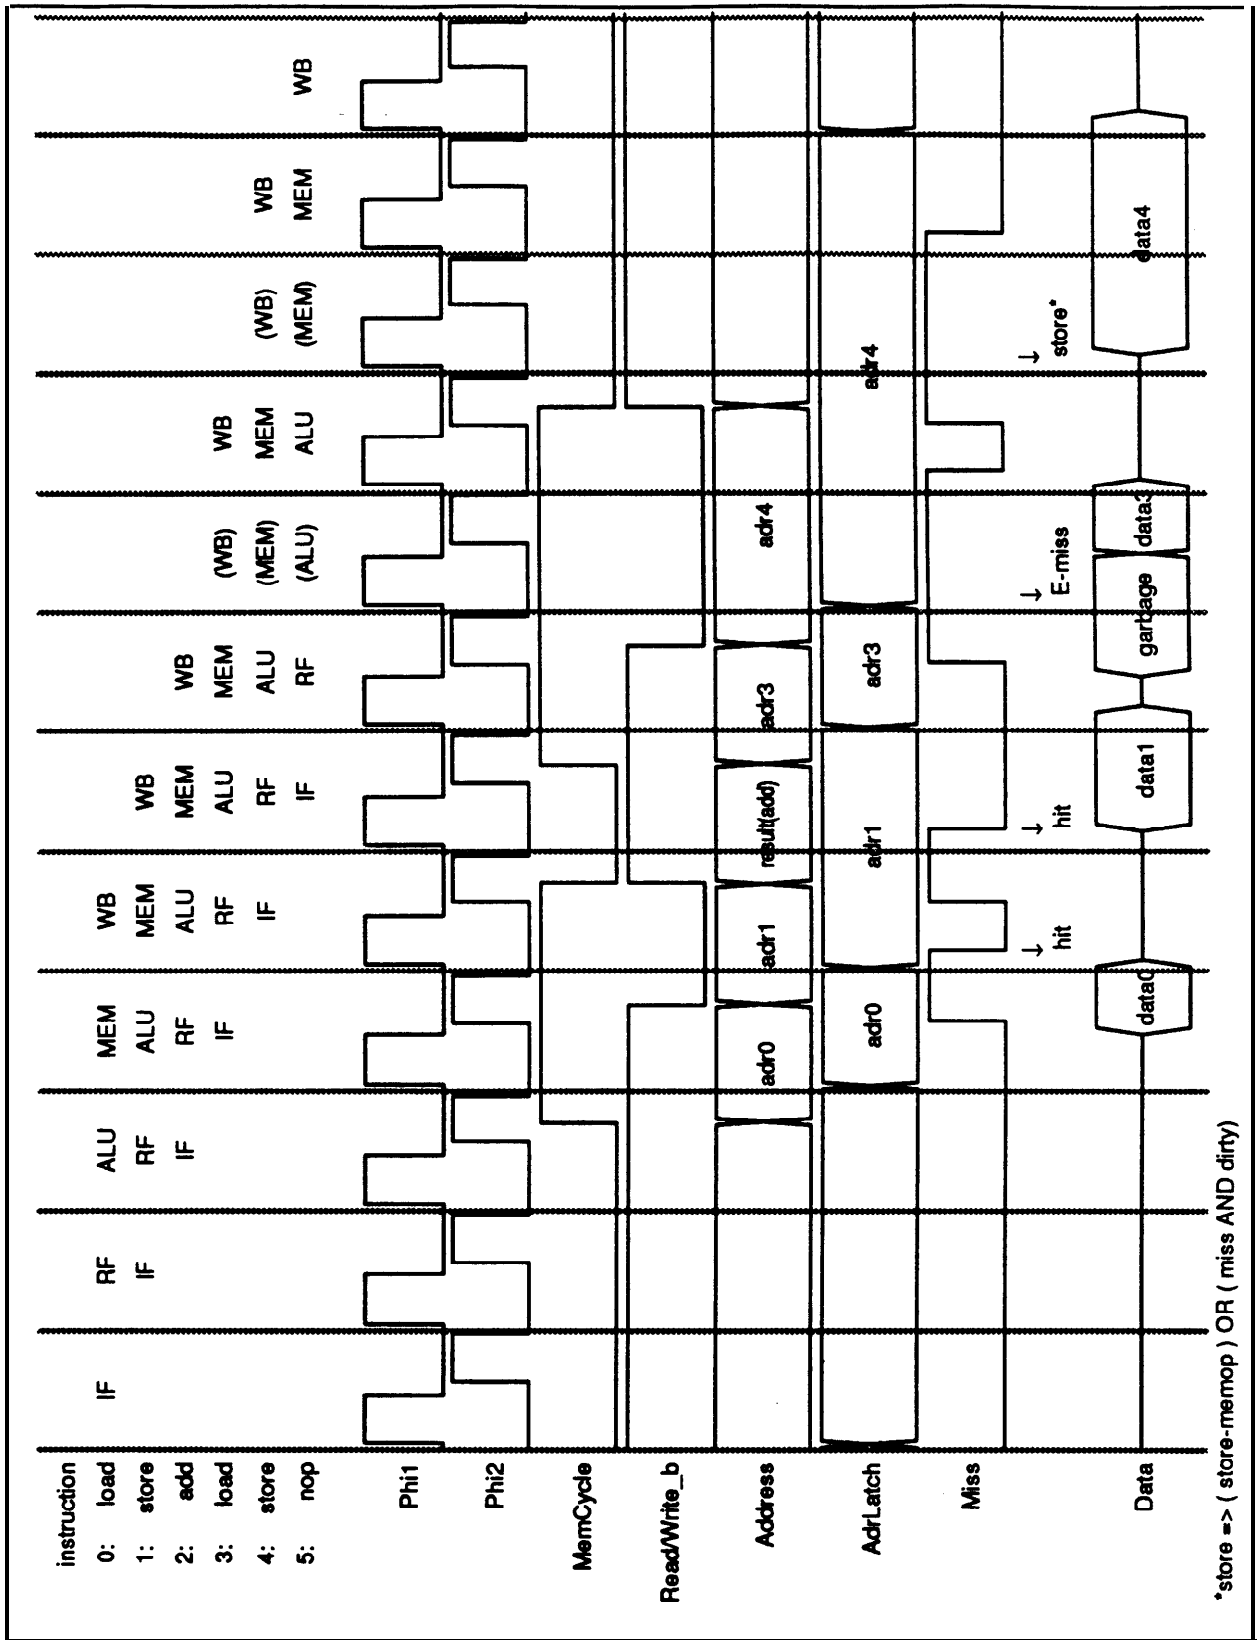 instruction
0: load IF RF ALU MEM WB
1: store IF RF ALU MEM WB
2: add IF RF ALU MEM WB
3: load IF RF ALU MEM (WB) WB
4: store IF RF ALU (MEM) MEM (WB) WB
5: nop IF RF (ALU) ALU (MEM) MEM WB
Phi1
Phi2
MemCycle
Read/Write_b
Address adr0 adr1 result(add) adr3 adr4
AdrLatch adr0 adr1 adr3 adr4
Miss
↓ hit ↓ hit ↓ E-miss ↓ store*
Data data0 data1 garbage data3 data4
*store => ( store-memop ) OR ( miss AND dirty)